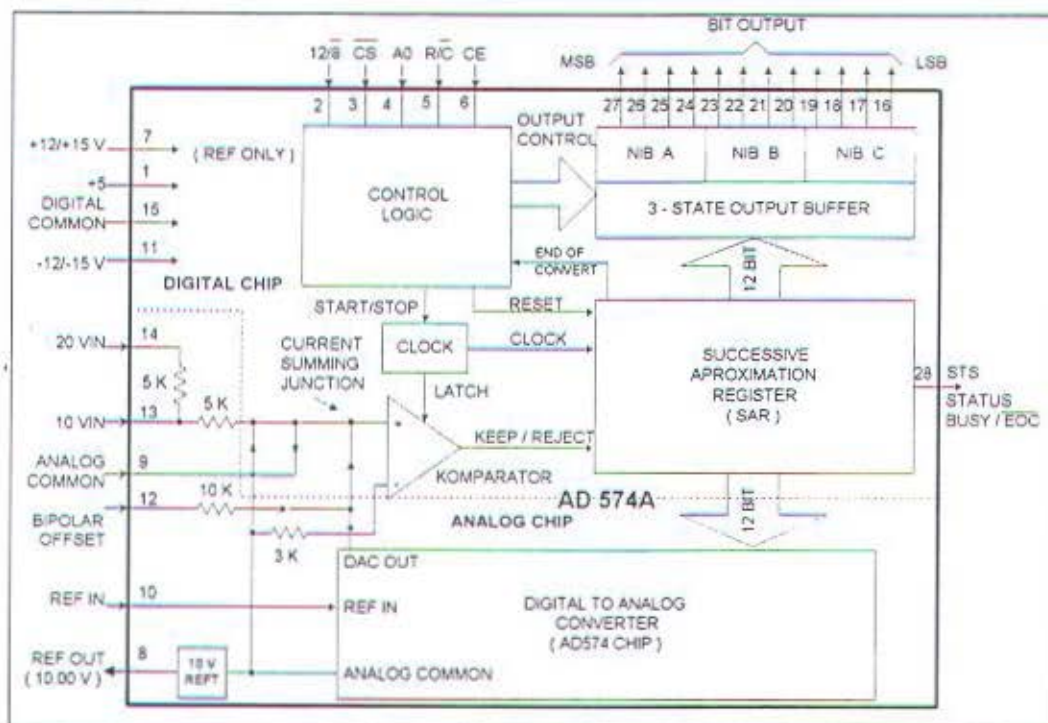 BIT OUTPUT
MSB
LSB
12/8 CS A0 R/C CE
2 3 4 5 6
27 26 25 24 23 22 21 20 19 18 17 16
+12/+15 V
7
( REF ONLY )
1
+5
DIGITAL
COMMON
15
11
-12/-15 V
DIGITAL CHIP
CONTROL
LOGIC
OUTPUT
CONTROL
NIB A
NIB B
NIB C
3 - STATE OUTPUT BUFFER
END OF
CONVERT
12 BIT
START/STOP
RESET
CLOCK
CLOCK
LATCH
SUCCESSIVE
APROXIMATION
REGISTER
( SAR )
28
STS
STATUS
BUSY / EOC
20 VIN
14
5 K
CURRENT
SUMMING
JUNCTION
10 VIN
13
5 K
KEEP / REJECT
KOMPARATOR
ANALOG
COMMON
9
12
10 K
BIPOLAR
OFFSET
3 K
ANALOG CHIP
AD 574A
12 BIT
DAC OUT
REF IN
10
REF IN
DIGITAL TO ANALOG
CONVERTER
( AD574 CHIP )
REF OUT
( 10.00 V )
8
10 V
REFT
ANALOG COMMON